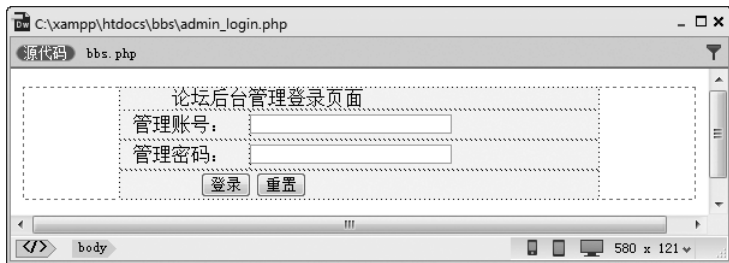 Dw C:\xampp\htdocs\bbs\admin_login.php
源代码 bbs.php
论坛后台管理登录页面
管理账号：
管理密码：
登录 重置
</> body 580 x 121